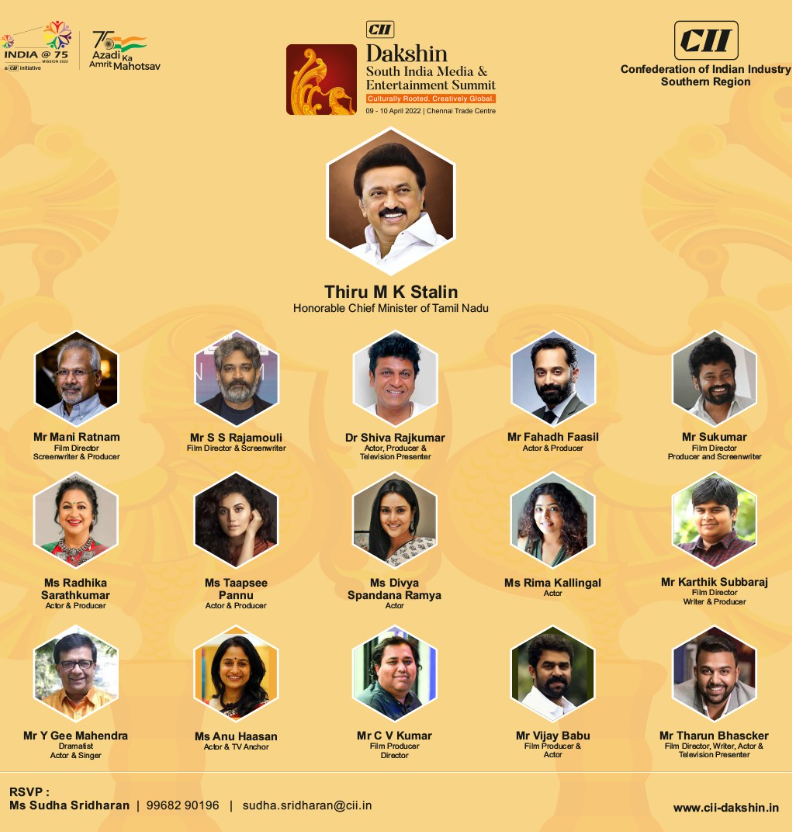 INDIA @ 75
MISSION 2022
a CII Initiative
75
Azadi Ka
Amrit Mahotsav
CII
Dakshin
South India Media &
Entertainment Summit
Culturally Rooted. Creatively Global.
09 - 10 April 2022 | Chennai Trade Centre
CII
Confederation of Indian Industry
Southern Region
Thiru M K Stalin
Honorable Chief Minister of Tamil Nadu
Mr Mani Ratnam
Film Director
Screenwriter & Producer
Mr S S Rajamouli
Film Director & Screenwriter
Dr Shiva Rajkumar
Actor, Producer &
Television Presenter
Mr Fahadh Faasil
Actor & Producer
Mr Sukumar
Film Director
Producer and Screenwriter
Ms Radhika
Sarathkumar
Actor & Producer
Ms Taapsee
Pannu
Actor & Producer
Ms Divya
Spandana Ramya
Actor
Ms Rima Kallingal
Actor
Mr Karthik Subbaraj
Film Director
Writer & Producer
Mr Y Gee Mahendra
Dramatist
Actor & Singer
Ms Anu Haasan
Actor & TV Anchor
Mr C V Kumar
Film Producer
Director
Mr Vijay Babu
Film Producer &
Actor
Mr Tharun Bhascker
Film Director, Writer, Actor &
Television Presenter
RSVP :
Ms Sudha Sridharan | 99682 90196 | sudha.sridharan@cii.in
www.cii-dakshin.in